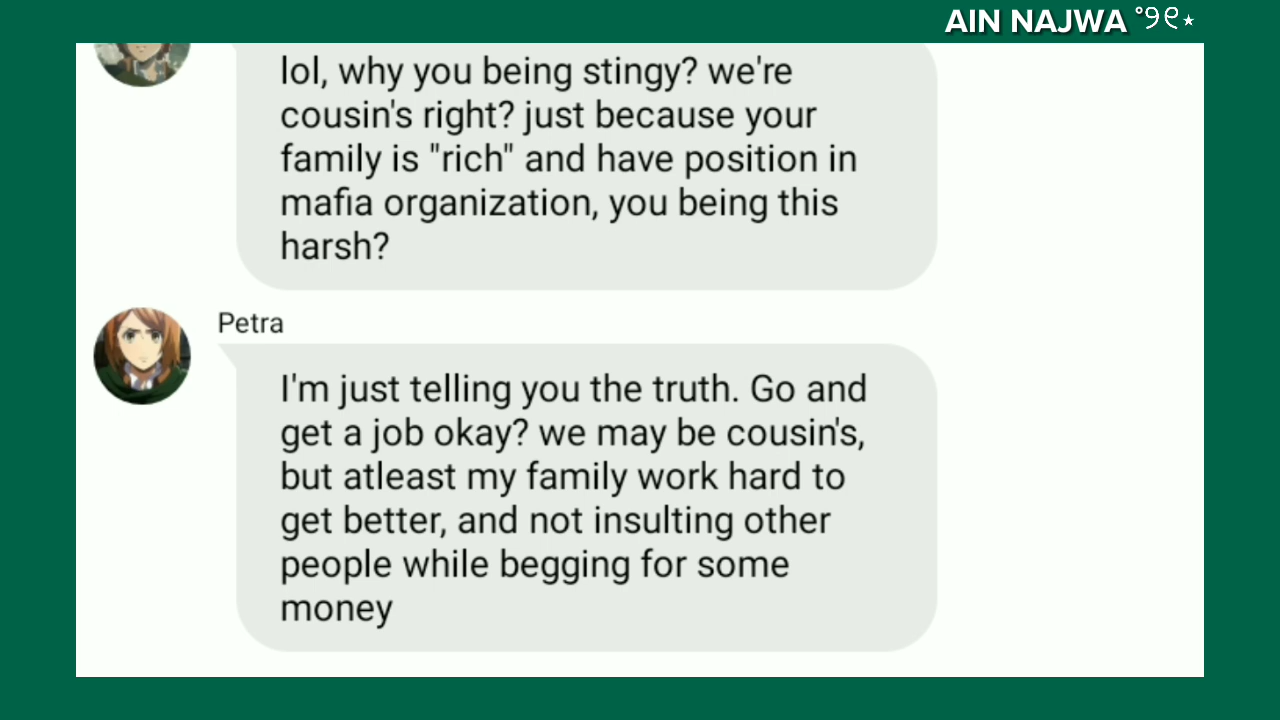 AIN NAJWA °୨୧⋆
lol, why you being stingy? we're
cousin's right? just because your
family is "rich" and have position in
mafia organization, you being this
harsh?
Petra
I'm just telling you the truth. Go and
get a job okay? we may be cousin's,
but atleast my family work hard to
get better, and not insulting other
people while begging for some
money